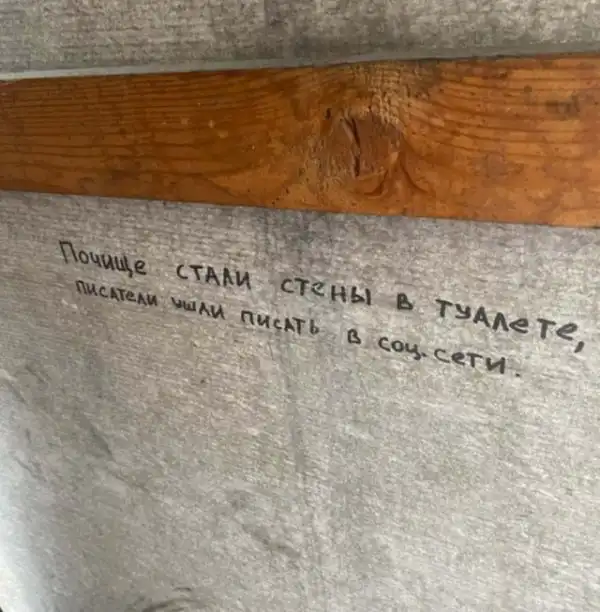 Почище стали стены в туалете,
писатели ушли писать в соц. сети.